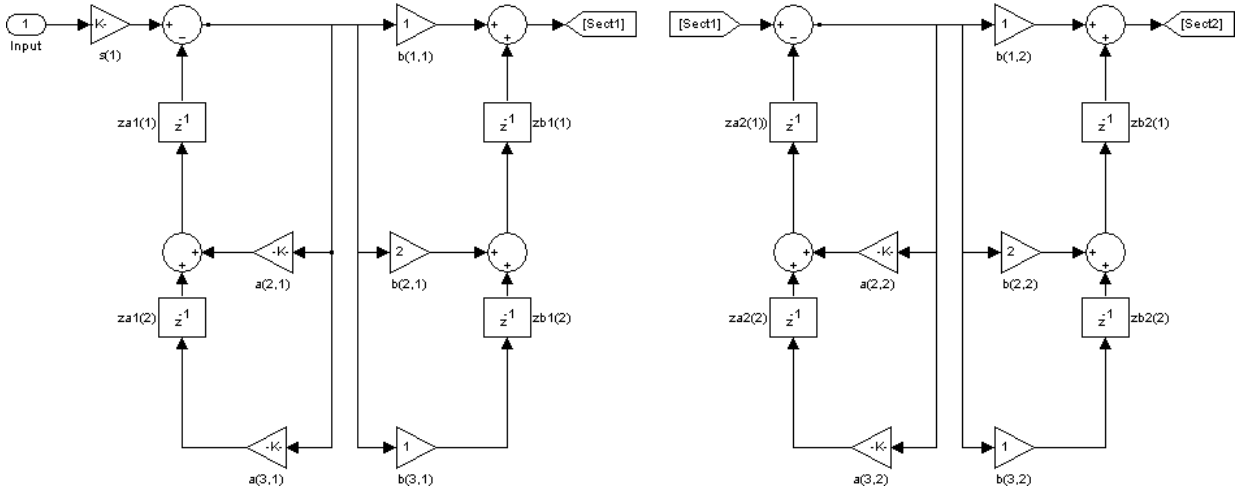 1
Input
K-
s(1)
+
−
1
b(1,1)
+
+
[Sect1]
za1(1)
z-1
z-1
zb1(1)
+
+
-K-
a(2,1)
2
b(2,1)
+
+
za1(2)
z-1
z-1
zb1(2)
-K-
a(3,1)
1
b(3,1)
[Sect1]
+
−
1
b(1,2)
+
+
[Sect2]
za2(1))
z-1
z-1
zb2(1)
+
+
-K-
a(2,2)
2
b(2,2)
+
+
za2(2)
z-1
z-1
zb2(2)
-K-
a(3,2)
1
b(3,2)